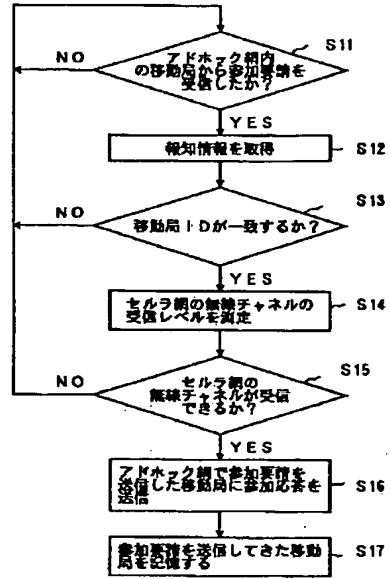 アドホック網内
の移動局から参加要請を
受信したか？
S11
NO
YES
報知情報を取得
S12
移動局IDが一致するか？
S13
NO
YES
セルラ網の無線チャネルの
受信レベルを測定
S14
セルラ網の
無線チャネルが受信
できるか？
S15
NO
YES
アドホック網で参加要請を
送信した移動局に参加応答を
送信
S16
参加要請を送信してきた移動
局を記憶する
S17